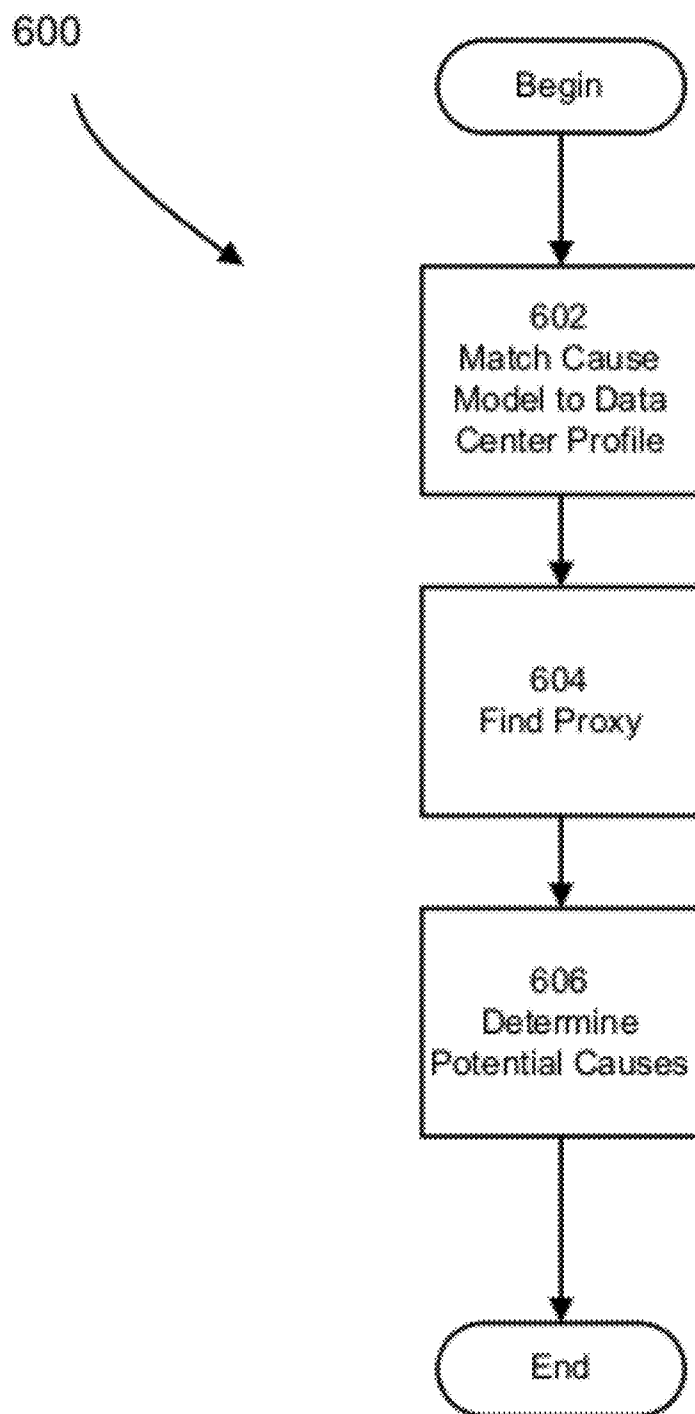 600
Begin
602
Match Cause
Model to Data
Center Profile
604
Find Proxy
606
Determine
Potential Causes
End